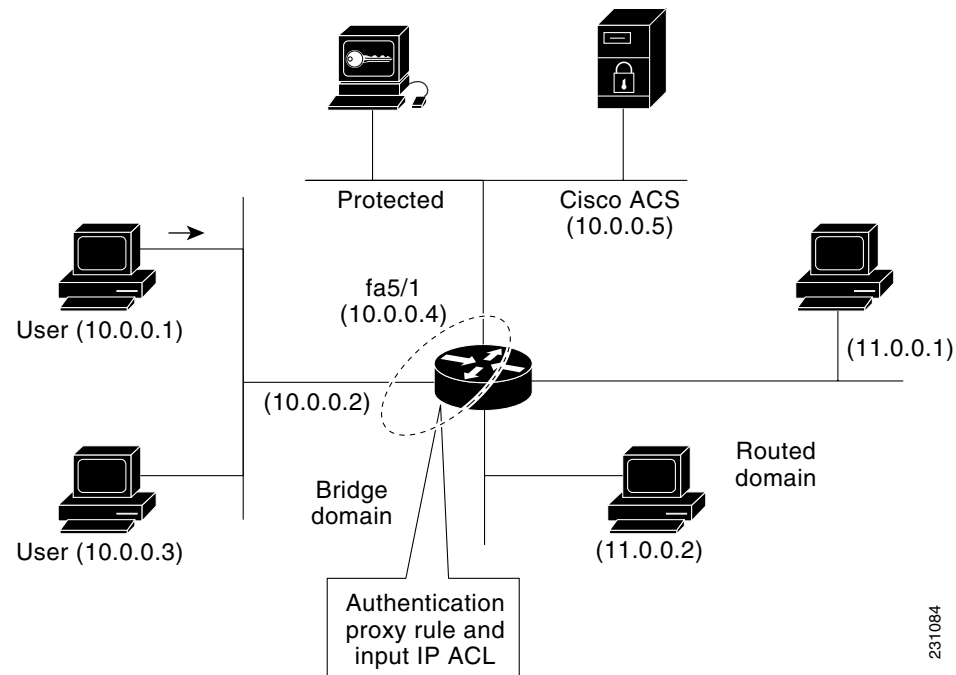 Protected
Cisco ACS
(10.0.0.5)
fa5/1
(10.0.0.4)
User (10.0.0.1)
(11.0.0.1)
(10.0.0.2)
Routed
domain
Bridge
domain
User (10.0.0.3)
(11.0.0.2)
Authentication
proxy rule and
input IP ACL
231084